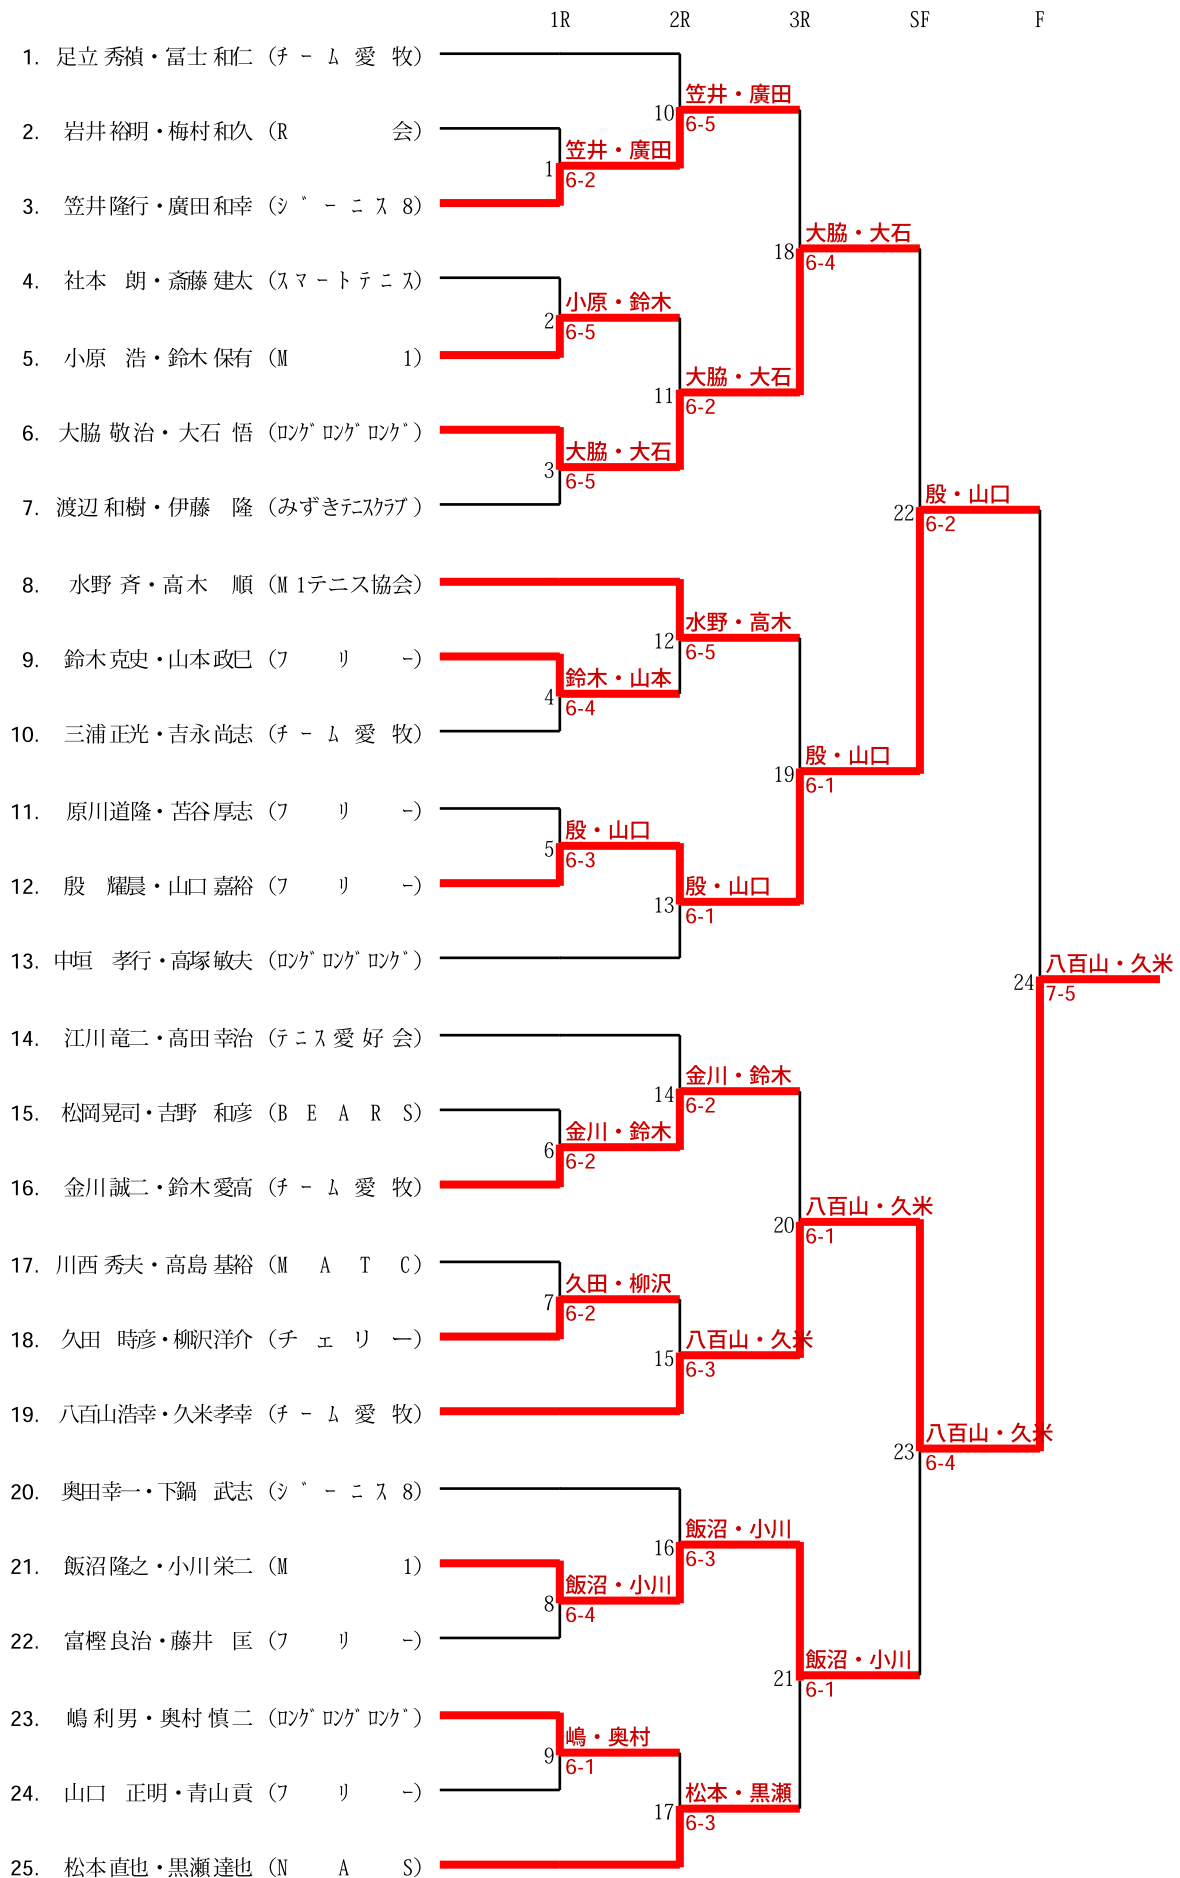 1R 2R 3R SF F
1. 足立 秀禎・冨士 和仁 (ﾁｰﾑ愛牧)
笠井・廣田
10
6-5
2. 岩井 裕明・梅村 和久 (R会)
笠井・廣田
1
6-2
3. 笠井 隆行・廣田 和幸 (ｼﾞｰﾆｽ8)
大脇・大石
18
6-4
4. 社本 朗・斎藤 建太 (ｽﾏｰﾄﾃﾆｽ)
小原・鈴木
2
6-5
5. 小原 浩・鈴木 保有 (M1)
大脇・大石
11
6-2
6. 大脇 敬治・大石 悟 (ﾛﾝｸﾞﾛﾝｸﾞﾛﾝｸﾞ)
大脇・大石
3
6-5
7. 渡辺 和樹・伊藤 隆 (みずきﾃﾆｽｸﾗﾌﾞ)
殷・山口
22
6-2
8. 水野 斉・高木 順 (M1テニス協会)
水野・高木
12
6-5
9. 鈴木 克史・山本 政巳 (ﾌﾘｰ)
鈴木・山本
4
6-4
10. 三浦 正光・吉永 尚志 (ﾁｰﾑ愛牧)
殷・山口
19
6-1
11. 原川道隆・苫谷 厚志 (ﾌﾘｰ)
殷・山口
5
6-3
12. 殷 耀晨・山口 嘉裕 (ﾌﾘｰ)
殷・山口
13
6-1
13. 中垣 孝行・高塚 敏夫 (ﾛﾝｸﾞﾛﾝｸﾞﾛﾝｸﾞ)
八百山・久米
24
7-5
14. 江川 竜二・高田 幸治 (ﾃﾆｽ愛好会)
金川・鈴木
14
6-2
15. 松岡晃司・吉野 和彦 (BEARS)
金川・鈴木
6
6-2
16. 金川 誠二・鈴木 愛高 (ﾁｰﾑ愛牧)
八百山・久米
20
6-1
17. 川西 秀夫・高島 基裕 (MATC)
久田・柳沢
7
6-2
18. 久田 時彦・柳沢洋介 (チェリー)
八百山・久米
15
6-3
19. 八百山浩幸・久米孝幸 (ﾁｰﾑ愛牧)
八百山・久米
23
6-4
20. 奥田幸一・下鍋 武志 (ｼﾞｰﾆｽ8)
飯沼・小川
16
6-3
21. 飯沼 隆之・小川 栄二 (M1)
飯沼・小川
8
6-4
22. 富樫 良治・藤井 匡 (ﾌﾘｰ)
飯沼・小川
21
6-1
23. 嶋 利男・奥村 慎二 (ﾛﾝｸﾞﾛﾝｸﾞﾛﾝｸﾞ)
嶋・奥村
9
6-1
24. 山口 正明・青山 貢 (ﾌﾘｰ)
松本・黒瀬
17
6-3
25. 松本 直也・黒瀬 達也 (NAS)